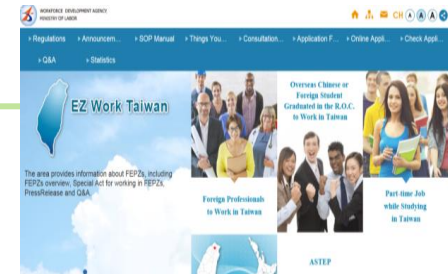 WORKFORCE DEVELOPMENT AGENCY
MINISTRY OF LABOR
CH A A A
» Regulations » Announcem... » SOP Manual » Things You... » Consultation... » Application F... » Online Appli... » Check Appli...
» Q&A » Statistics
EZ Work Taiwan
The area provides information about FEPZs, including
FEPZs overview, Special Act for working in FEPZs,
PressRelease and Q&A.
Overseas Chinese or
Foreign Student
Graduated in the R.O.C.
to Work in Taiwan
Foreign Professionals
to Work in Taiwan
Part-time Job
while Studying
in Taiwan
ASTEP